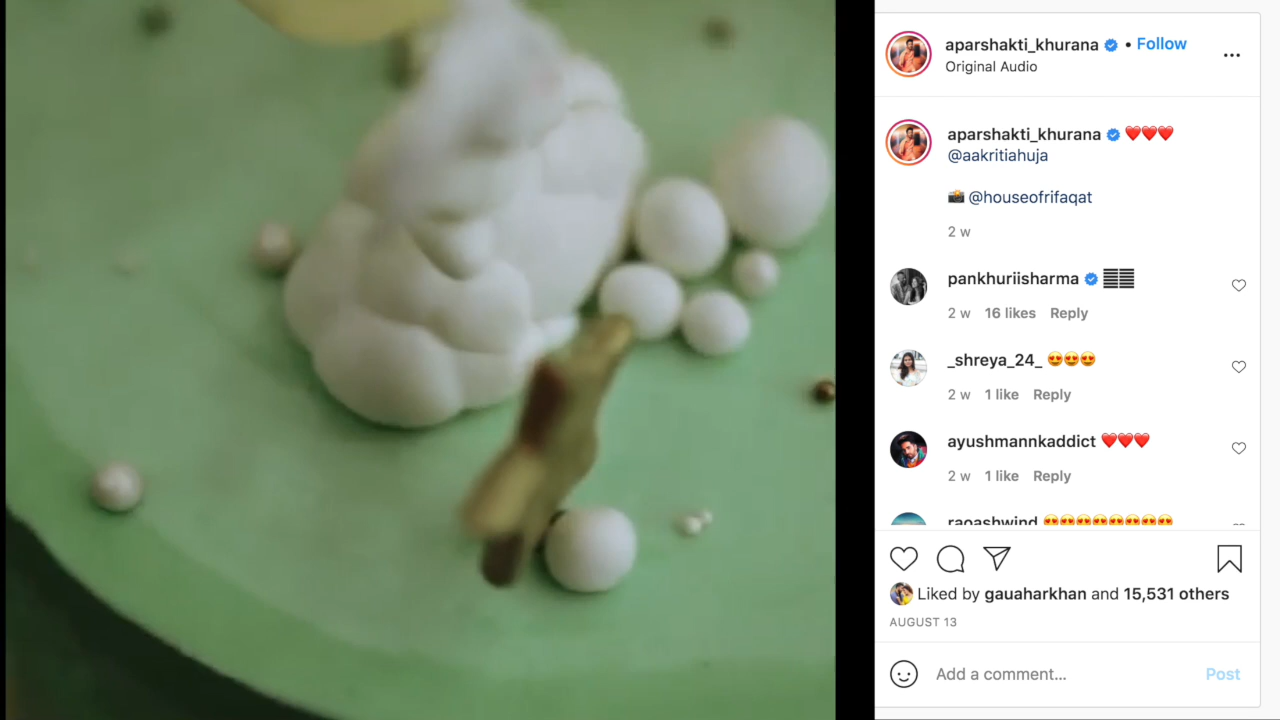 aparshakti_khurana • Follow
Original Audio
aparshakti_khurana ❤️❤️❤️
@aakritiahuja
📸 @houseofrifaqat
2 w
pankhuriisharma
2 w 16 likes Reply
_shreya_24_ 😍😍😍
2 w 1 like Reply
ayushmannkaddict ❤️❤️❤️
2 w 1 like Reply
raoashwind 😍😍😍😍😍😍😍😍
Liked by gauaharkhan and 15,531 others
AUGUST 13
Add a comment... Post